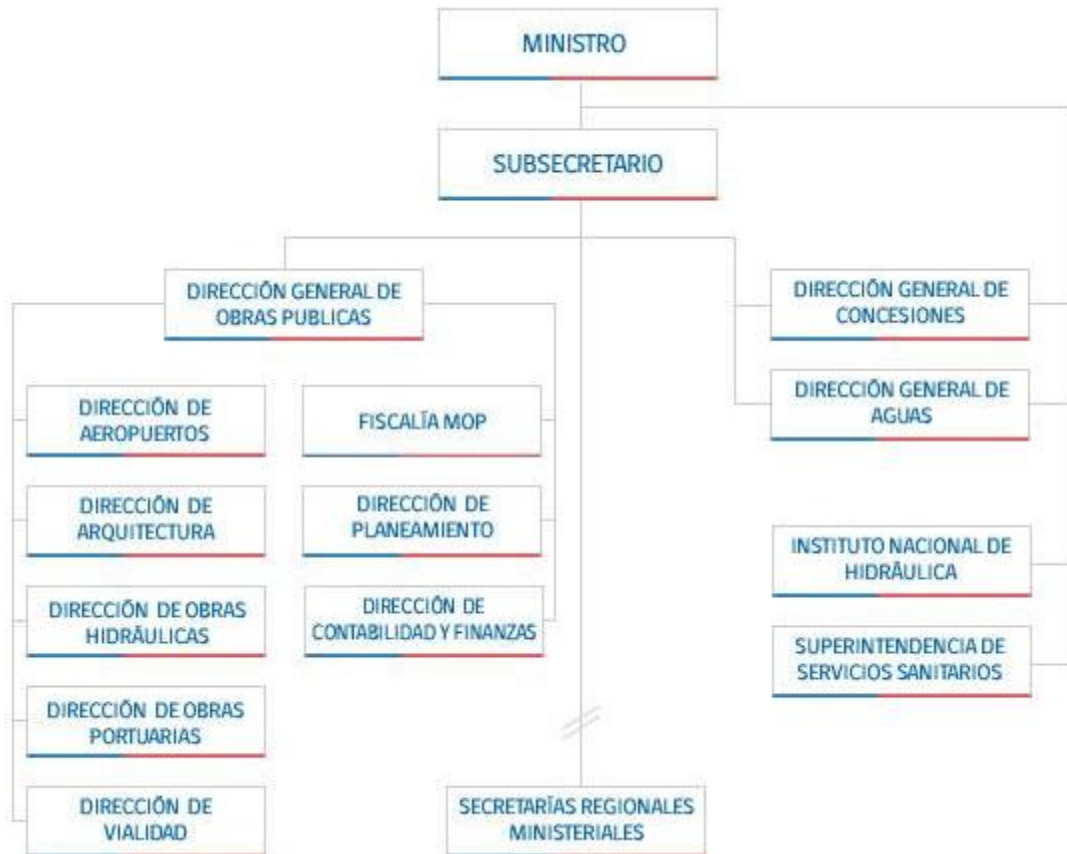 MINISTRO
SUBSECRETARIO
DIRECCIÓN GENERAL DE
OBRAS PUBLICAS
DIRECCIÓN GENERAL DE
CONCESIONES
DIRECCIÓN GENERAL DE
AGUAS
DIRECCIÓN DE
AEROPUERTOS
FISCALÍA MOP
DIRECCIÓN DE
ARQUITECTURA
DIRECCIÓN DE
PLANEAMIENTO
INSTITUTO NACIONAL DE
HIDRÁULICA
DIRECCIÓN DE OBRAS
HIDRÁULICAS
DIRECCIÓN DE
CONTABILIDAD Y FINANZAS
SUPERINTENDENCIA DE
SERVICIOS SANITARIOS
DIRECCIÓN DE OBRAS
PORTUARIAS
DIRECCIÓN DE
VIALIDAD
SECRETARÍAS REGIONALES
MINISTERIALES